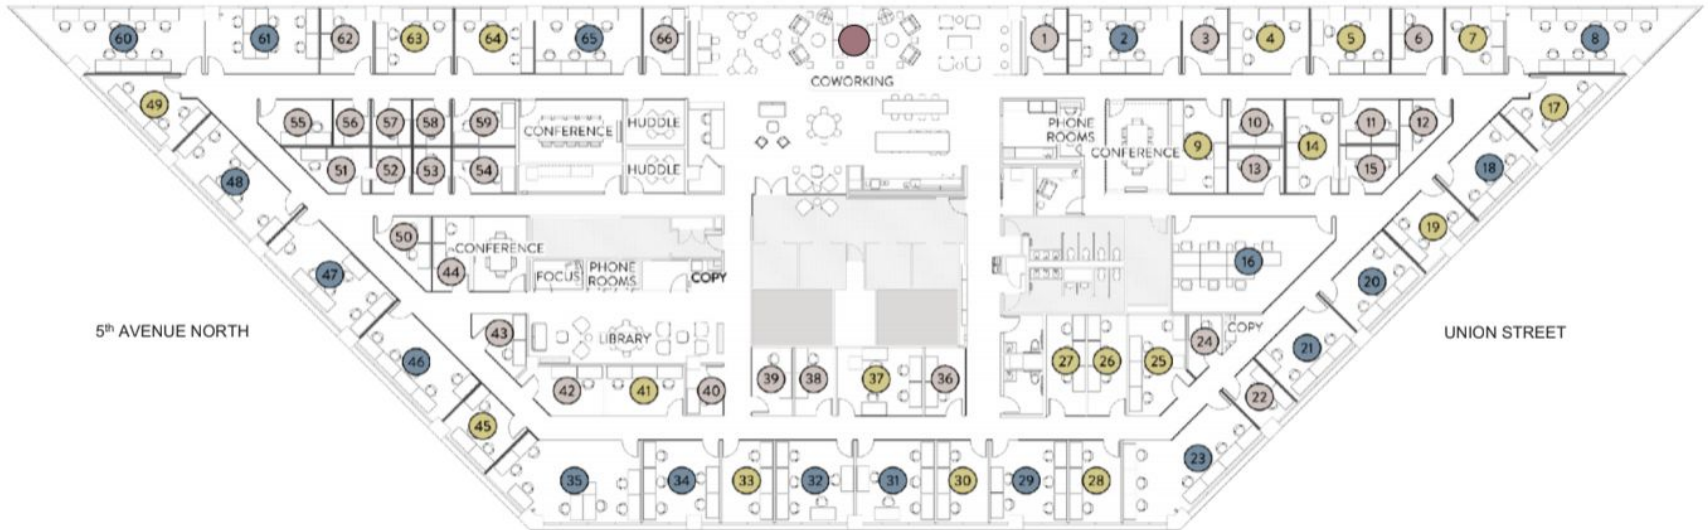 60 61 62 63 64 65 66 1 2 3 4 5 6 7 8
COWORKING
49 17
55 56 57 58 59 CONFERENCE HUDDLE PHONE ROOMS CONFERENCE 9 10 14 11 12
51 52 53 54 HUDDLE 13 15
48 18
50 44 CONFERENCE 19
FOCUS PHONE ROOMS COPY 16
47 20
5th AVENUE NORTH 43 LIBRARY 24 COPY UNION STREET
46 27 26 25 21
42 41 40 39 38 37 36 22
45 23
35 34 33 32 31 30 29 28